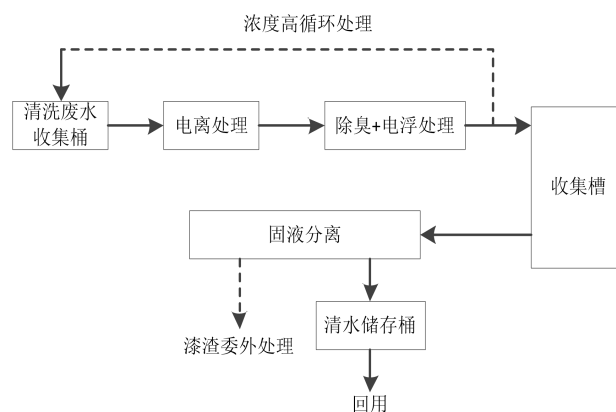 浓度高循环处理
清洗废水
收集桶
电离处理
除臭+电浮处理
收集槽
固液分离
清水储存桶
漆渣委外处理
回用